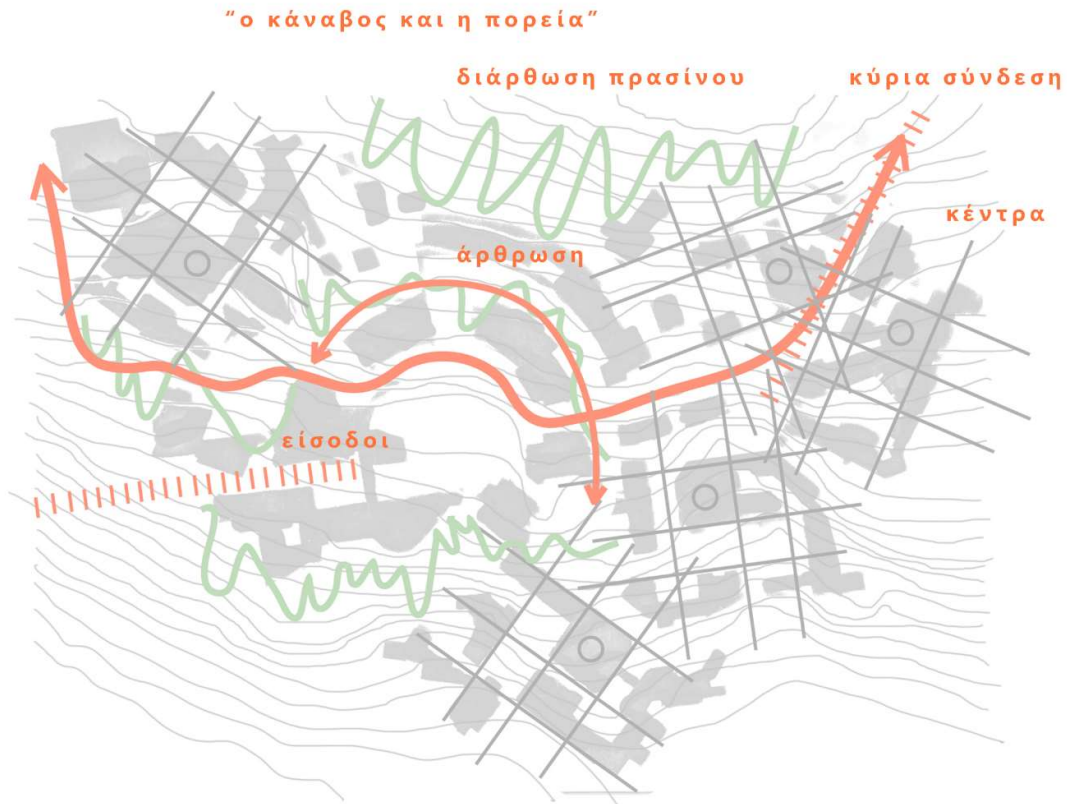 “ο κάναβος και η πορεία”
διάρθωση πρασίνου
κύρια σύνδεση
κέντρα
άρθρωση
είσοδοι